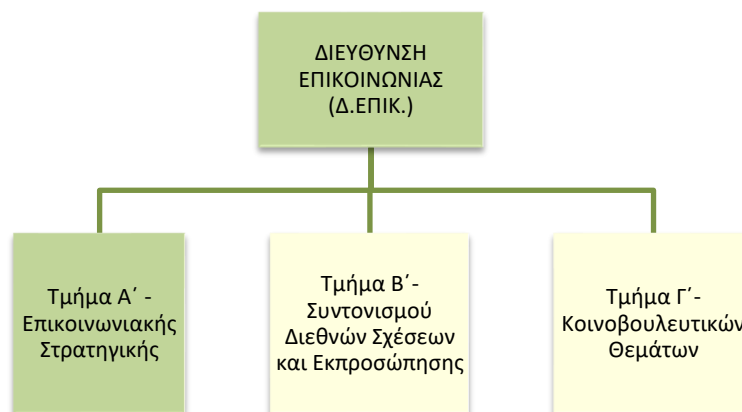 ΔΙΕΥΘΥΝΣΗ
ΕΠΙΚΟΙΝΩΝΙΑΣ
(Δ.ΕΠΙΚ.)
Τμήμα Α΄ -
Επικοινωνιακής
Στρατηγικής
Τμήμα Β΄-
Συντονισμού
Διεθνών Σχέσεων
και Εκπροσώπησης
Τμήμα Γ΄-
Κοινοβουλευτικών
Θεμάτων